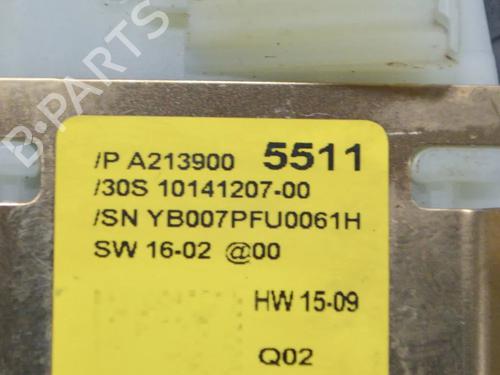 B-PARTS
/P A213900 5511
/30S 10141207-00
/SN YB007PFU0061H
SW 16-02 @00
HW 15-09
Q02